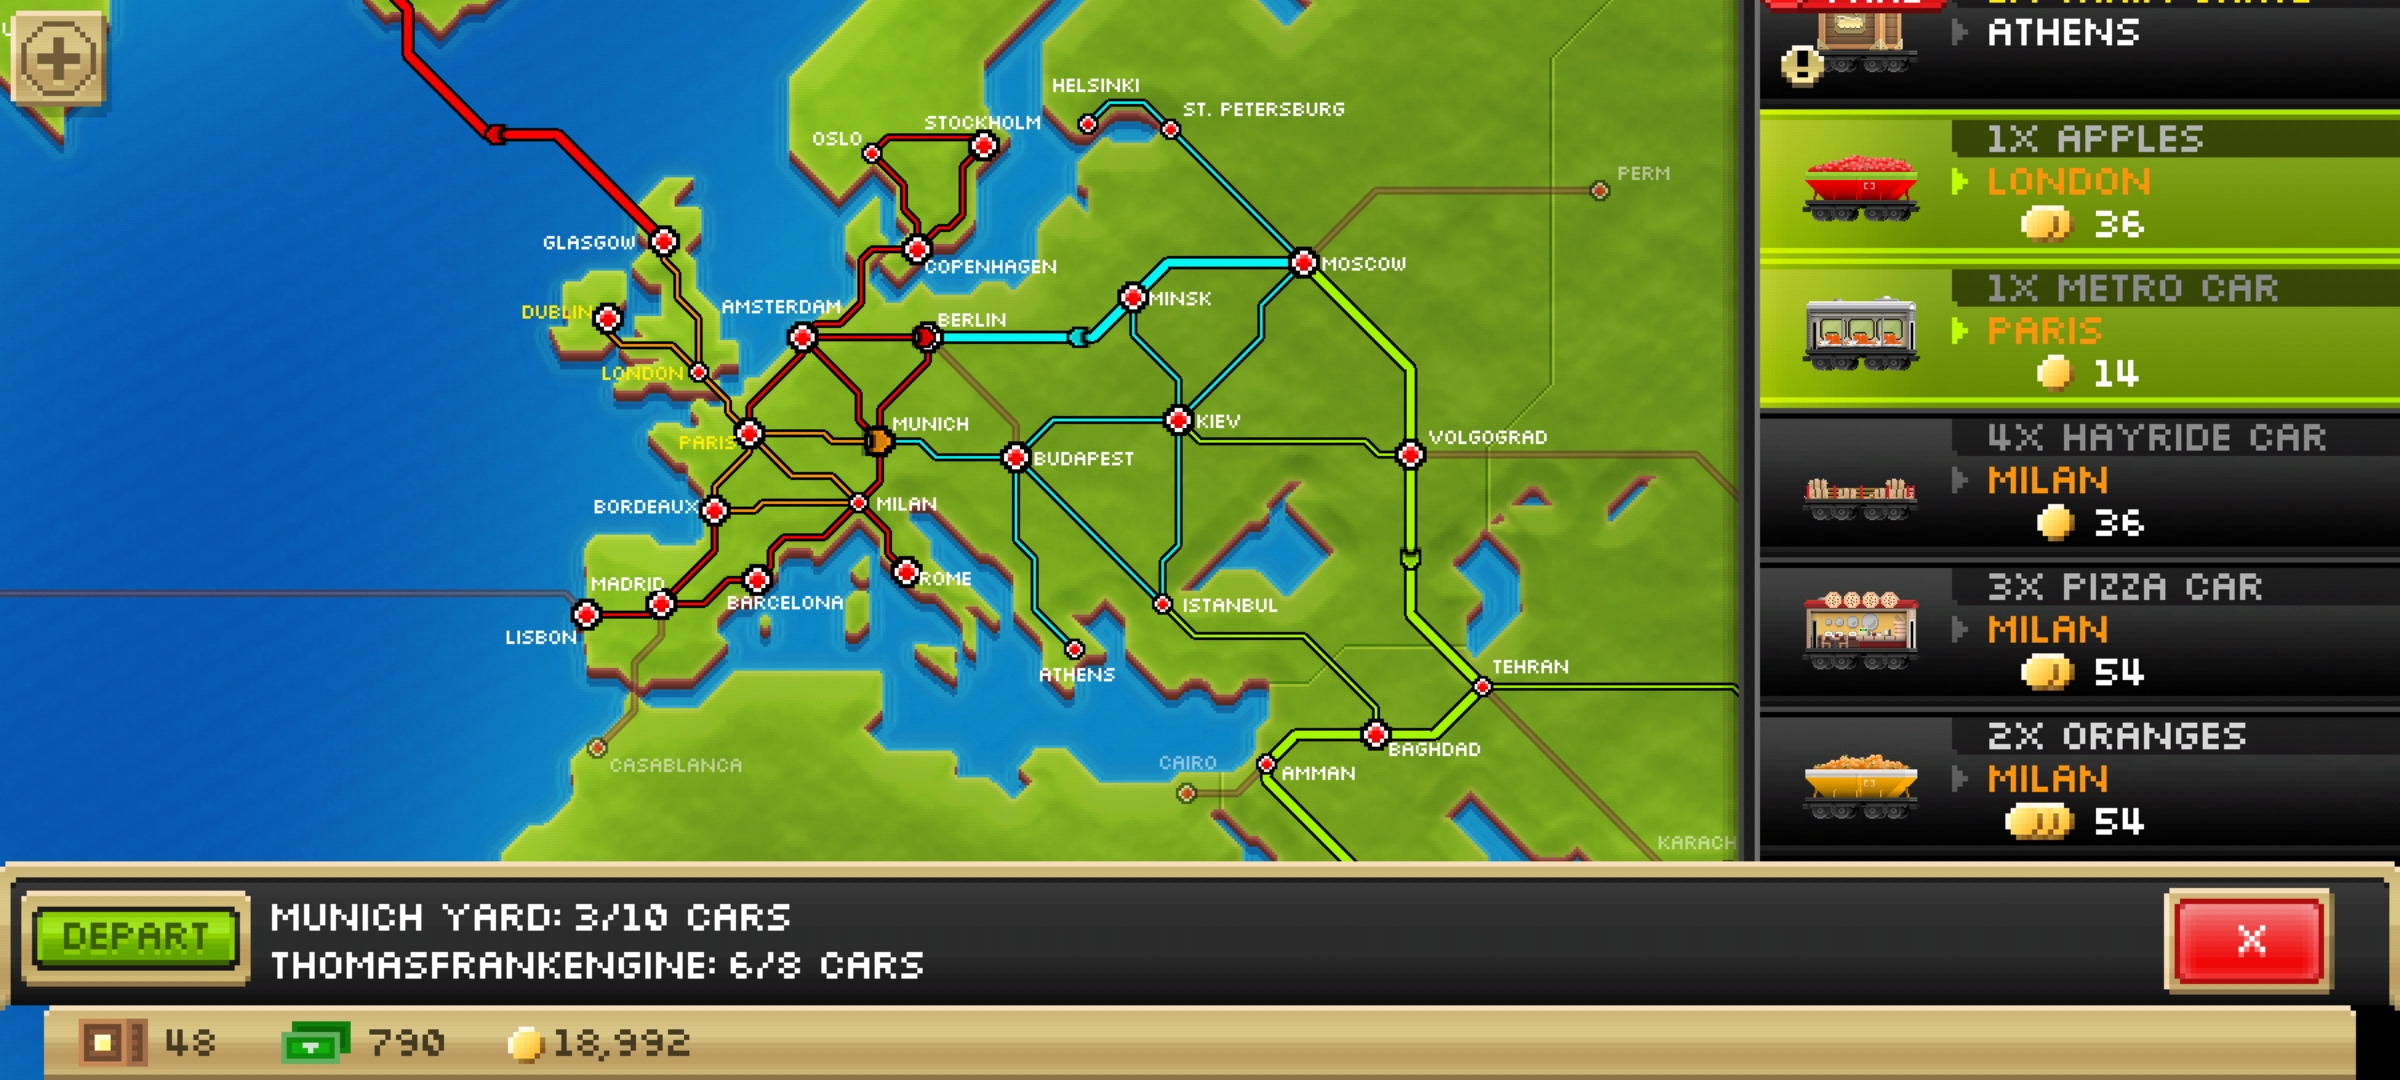 HELSINKI
ST. PETERSBURG
STOCKHOLM
OSLO
PERM
GLASGOW
COPENHAGEN
MOSCOW
MINSK
DUBLIN
AMSTERDAM
BERLIN
LONDON
PARIS
MUNICH
KIEV
VOLGOGRAD
BUDAPEST
BORDEAUX
MILAN
MADRID
BARCELONA
ROME
ISTANBUL
LISBON
ATHENS
TEHRAN
CASABLANCA
CAIRO
BAGHDAD
AMMAN
KARACH
ATHENS
1X APPLES
LONDON
36
1X METRO CAR
PARIS
14
4X HAYRIDE CAR
MILAN
36
3X PIZZA CAR
MILAN
54
2X ORANGES
MILAN
54
DEPART
MUNICH YARD: 3/10 CARS
THOMASFRANKENGINE: 6/8 CARS
X
48 790 18,992